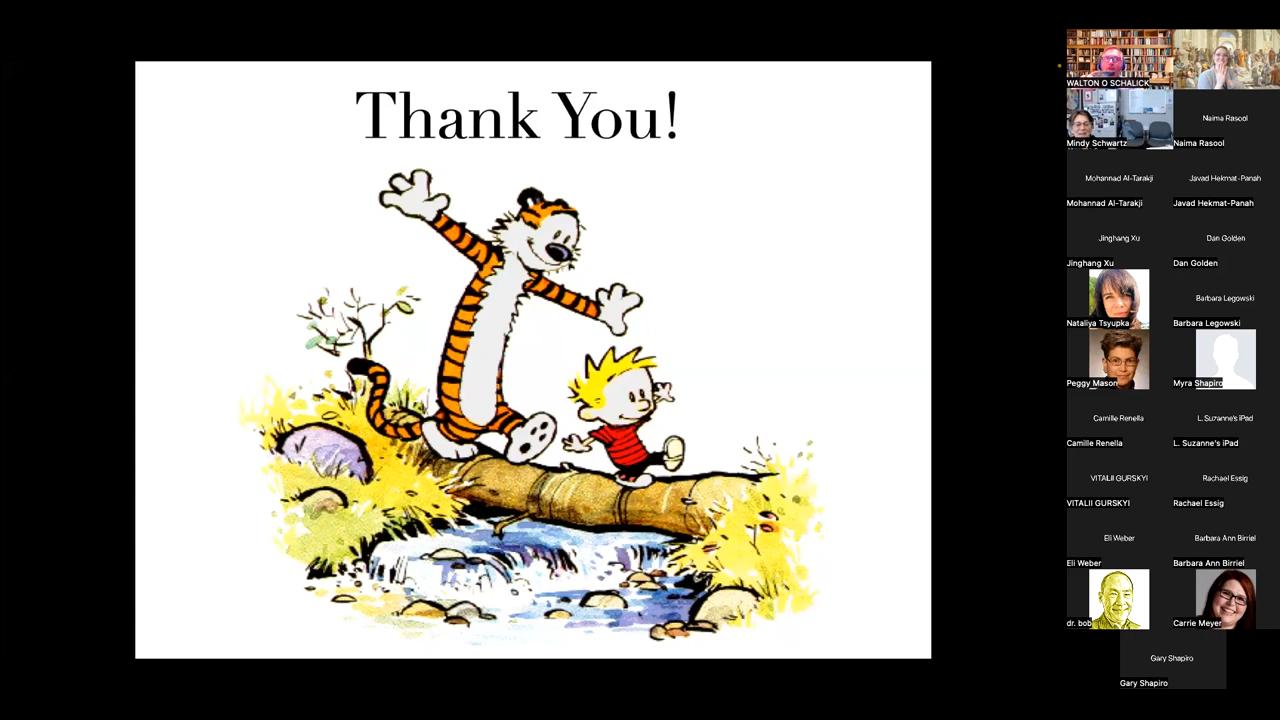 Thank You!
WALTON O SCHALICK
Mindy Schwartz
Naima Rasool
Naima Rasool
Mohannad Al-Tarakji
Mohannad Al-Tarakji
Javad Hekmat-Panah
Javad Hekmat-Panah
Jinghang Xu
Jinghang Xu
Dan Golden
Dan Golden
Nataliya Tsyupka
Barbara Legowski
Barbara Legowski
Peggy Mason
Myra Shapiro
Camille Renella
Camille Renella
L. Suzanne's iPad
L. Suzanne's iPad
VITALII GURSKYI
VITALII GURSKYI
Rachael Essig
Rachael Essig
Eli Weber
Eli Weber
Barbara Ann Birriel
Barbara Ann Birriel
dr. bob
Carrie Meyer
Gary Shapiro
Gary Shapiro